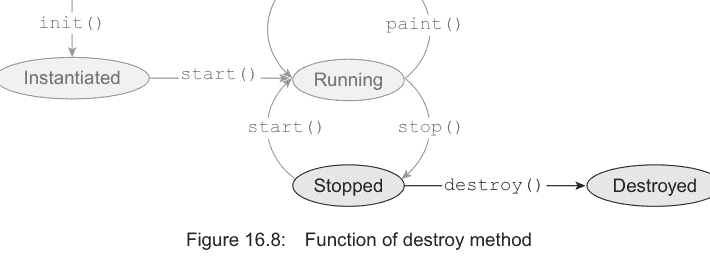 init()
paint()
Instantiated
start()
Running
start()
stop()
Stopped
destroy()
Destroyed
Figure 16.8: Function of destroy method